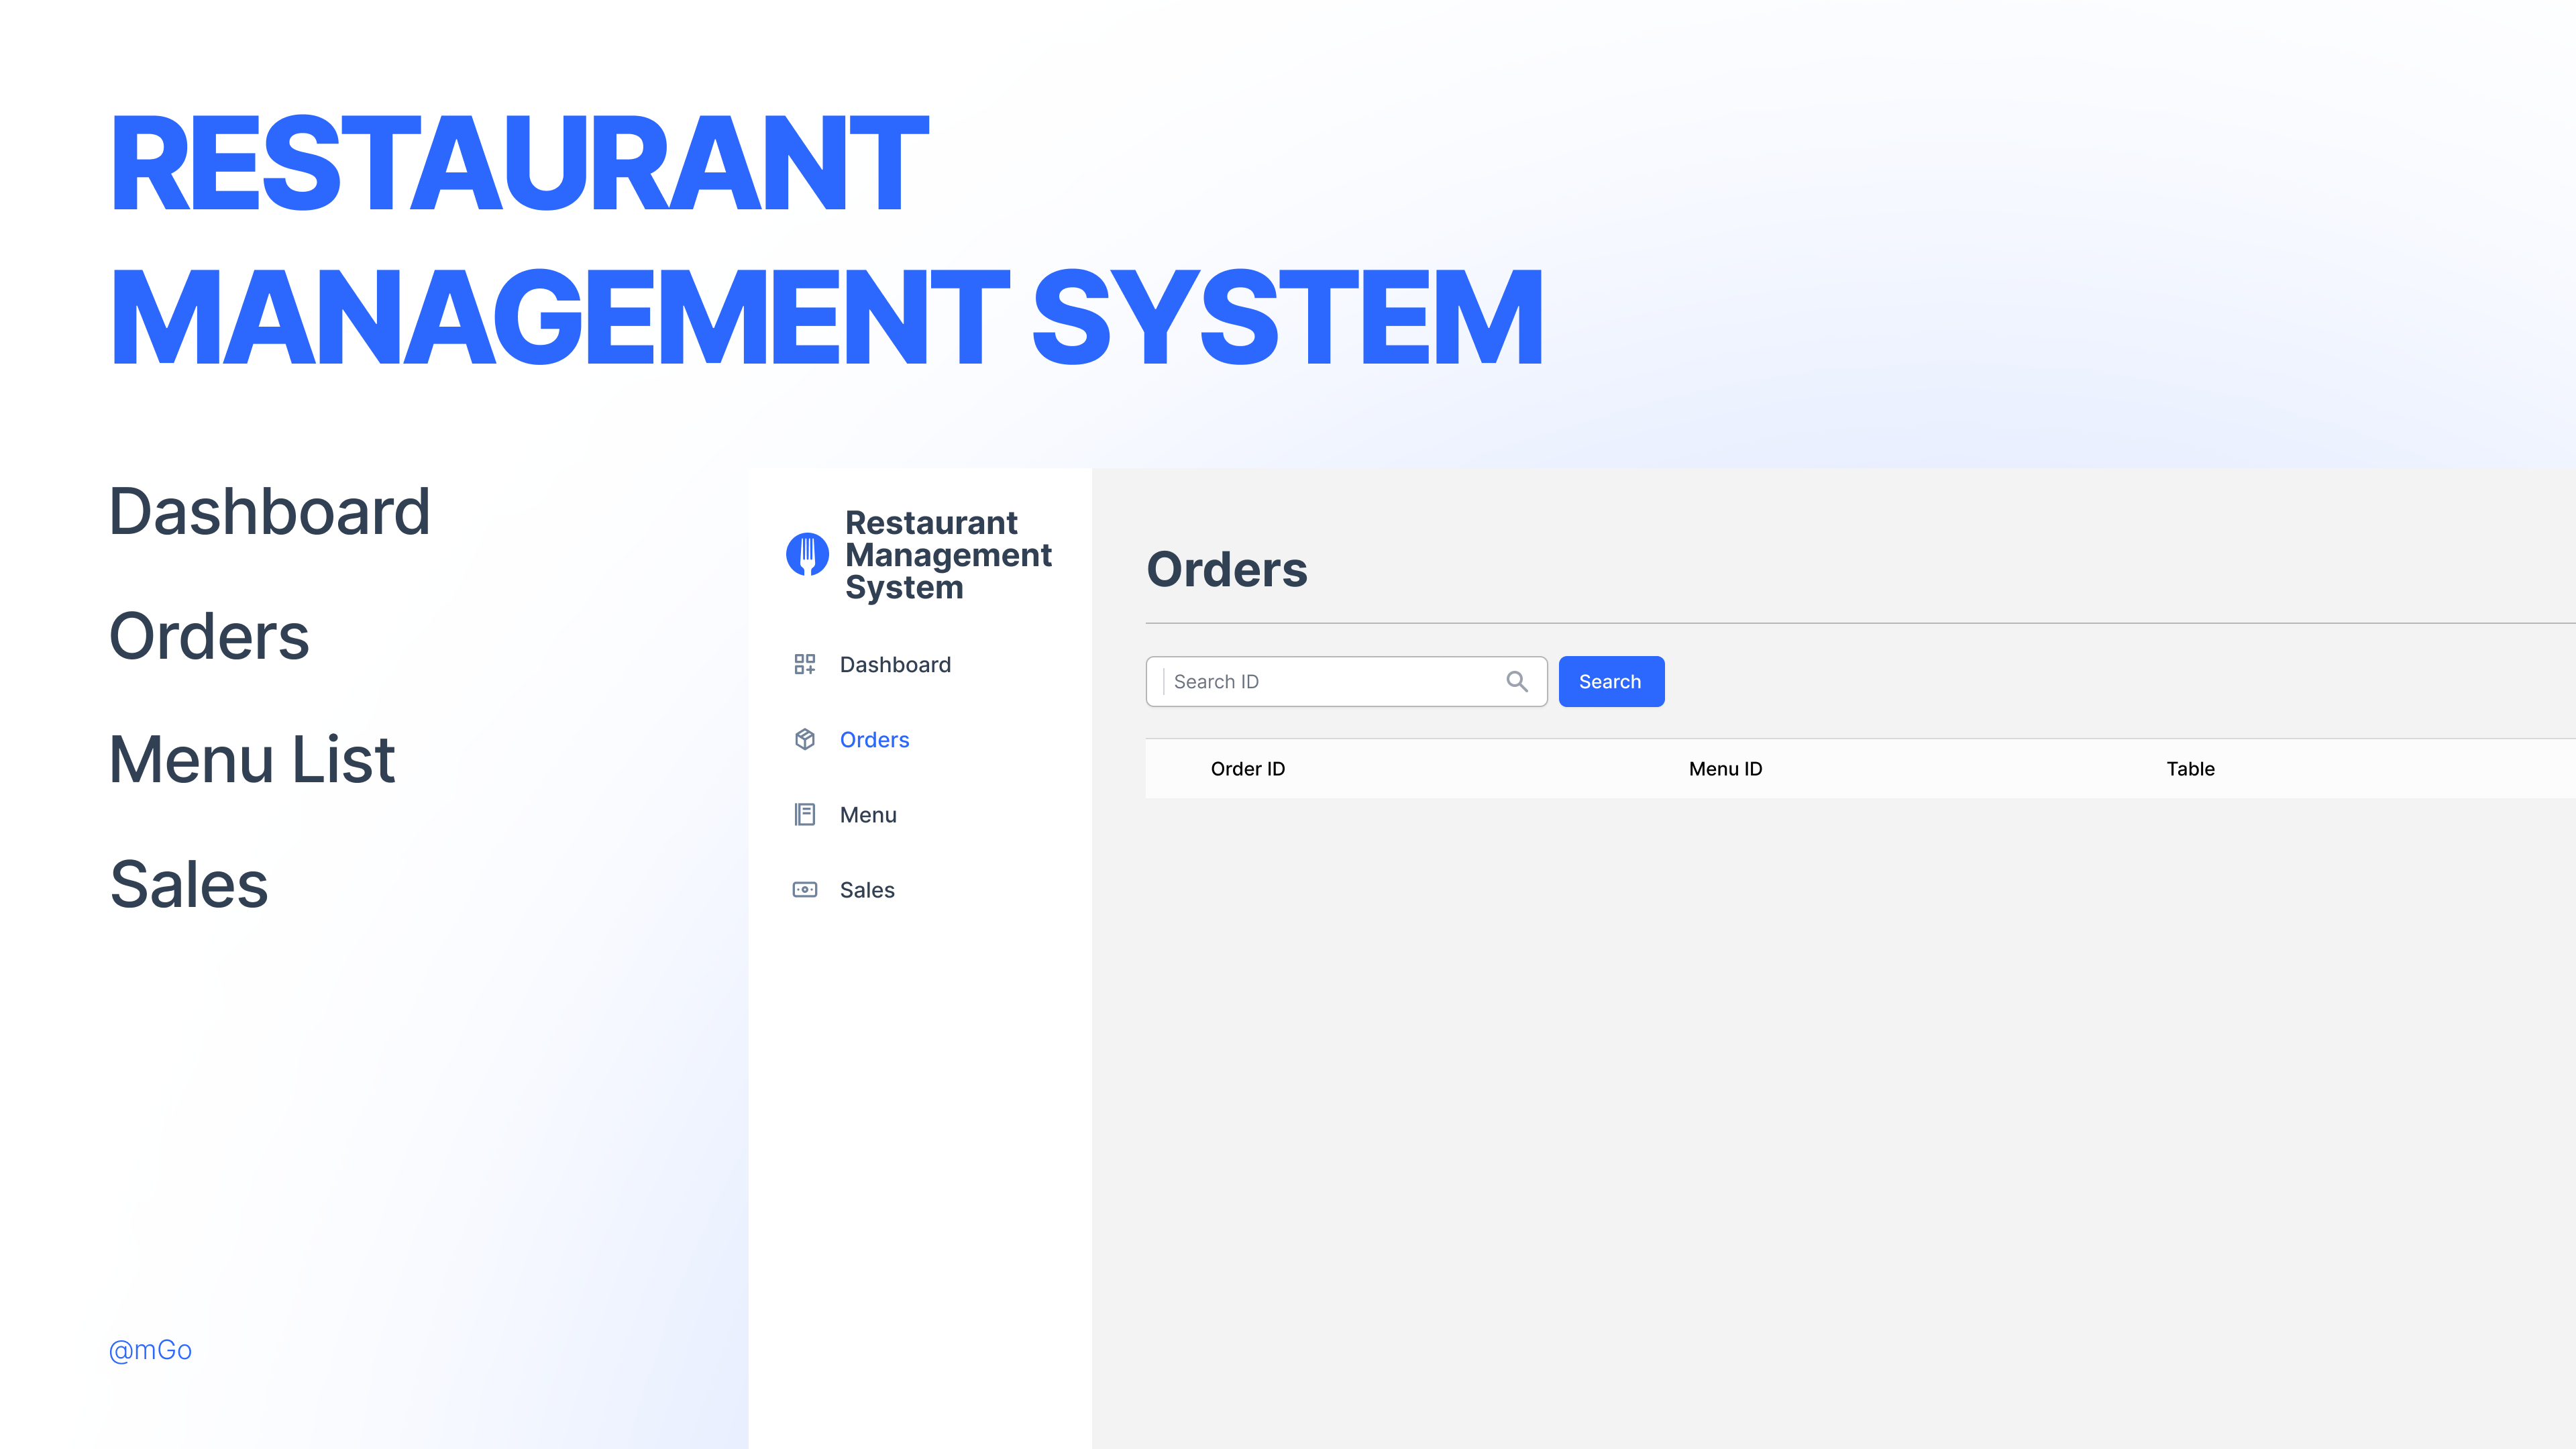 RESTAURANT
MANAGEMENT SYSTEM
Dashboard
Orders
Menu List
Sales
@mGo
Restaurant
Management
System
Dashboard
Orders
Menu
Sales
Orders
Search ID
Search
Order ID
Menu ID
Table